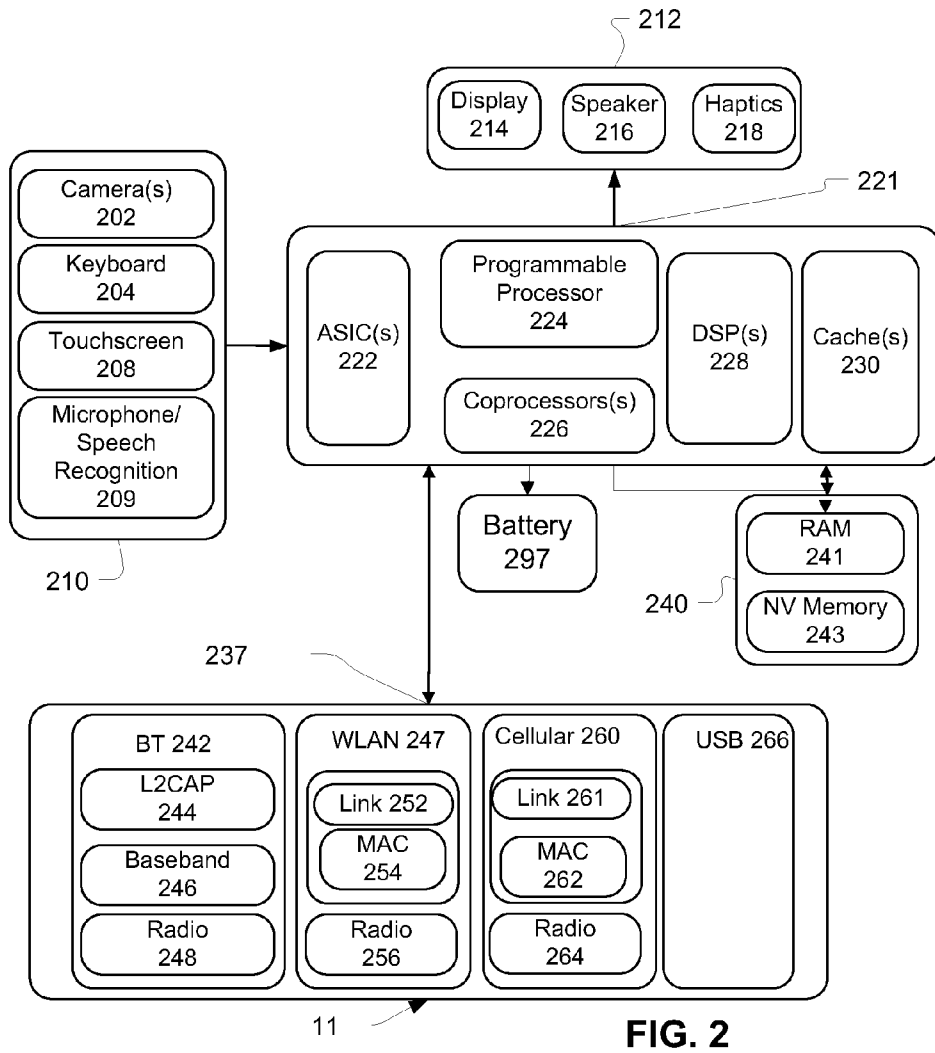 212
Display
214
Speaker
216
Haptics
218
221
Camera(s)
202
Keyboard
204
Touchscreen
208
Microphone/
Speech
Recognition
209
210
ASIC(s)
222
Programmable
Processor
224
Coprocessors(s)
226
DSP(s)
228
Cache(s)
230
Battery
297
RAM
241
NV Memory
243
240
237
BT 242
L2CAP
244
Baseband
246
Radio
248
WLAN 247
Link 252
MAC
254
Radio
256
Cellular 260
Link 261
MAC
262
Radio
264
USB 266
11
FIG. 2